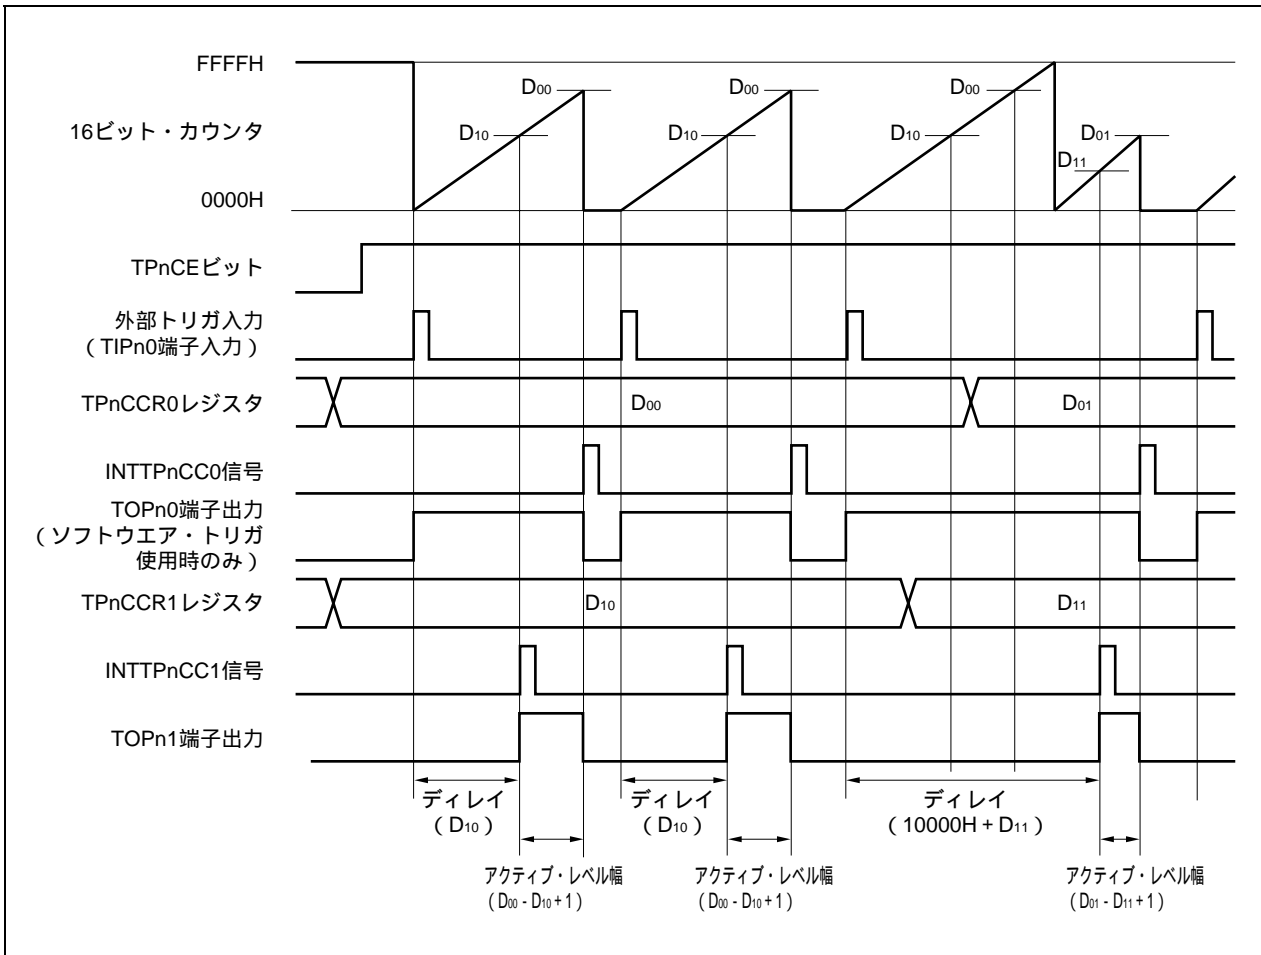 FFFFH
D00
D00
D00
16ビット・カウンタ
D10
D10
D10
D01
D11
0000H
TPnCEビット
外部トリガ入力
(TIPn0端子入力)
TPnCCR0レジスタ
D00
D01
INTTPnCC0信号
TOPn0端子出力
(ソフトウエア・トリガ
使用時のみ)
TPnCCR1レジスタ
D10
D11
INTTPnCC1信号
TOPn1端子出力
ディレイ
(D10)
ディレイ
(D10)
ディレイ
(10000H + D11)
アクティブ・レベル幅
(D00 - D10 + 1)
アクティブ・レベル幅
(D00 - D10 + 1)
アクティブ・レベル幅
(D01 - D11 + 1)